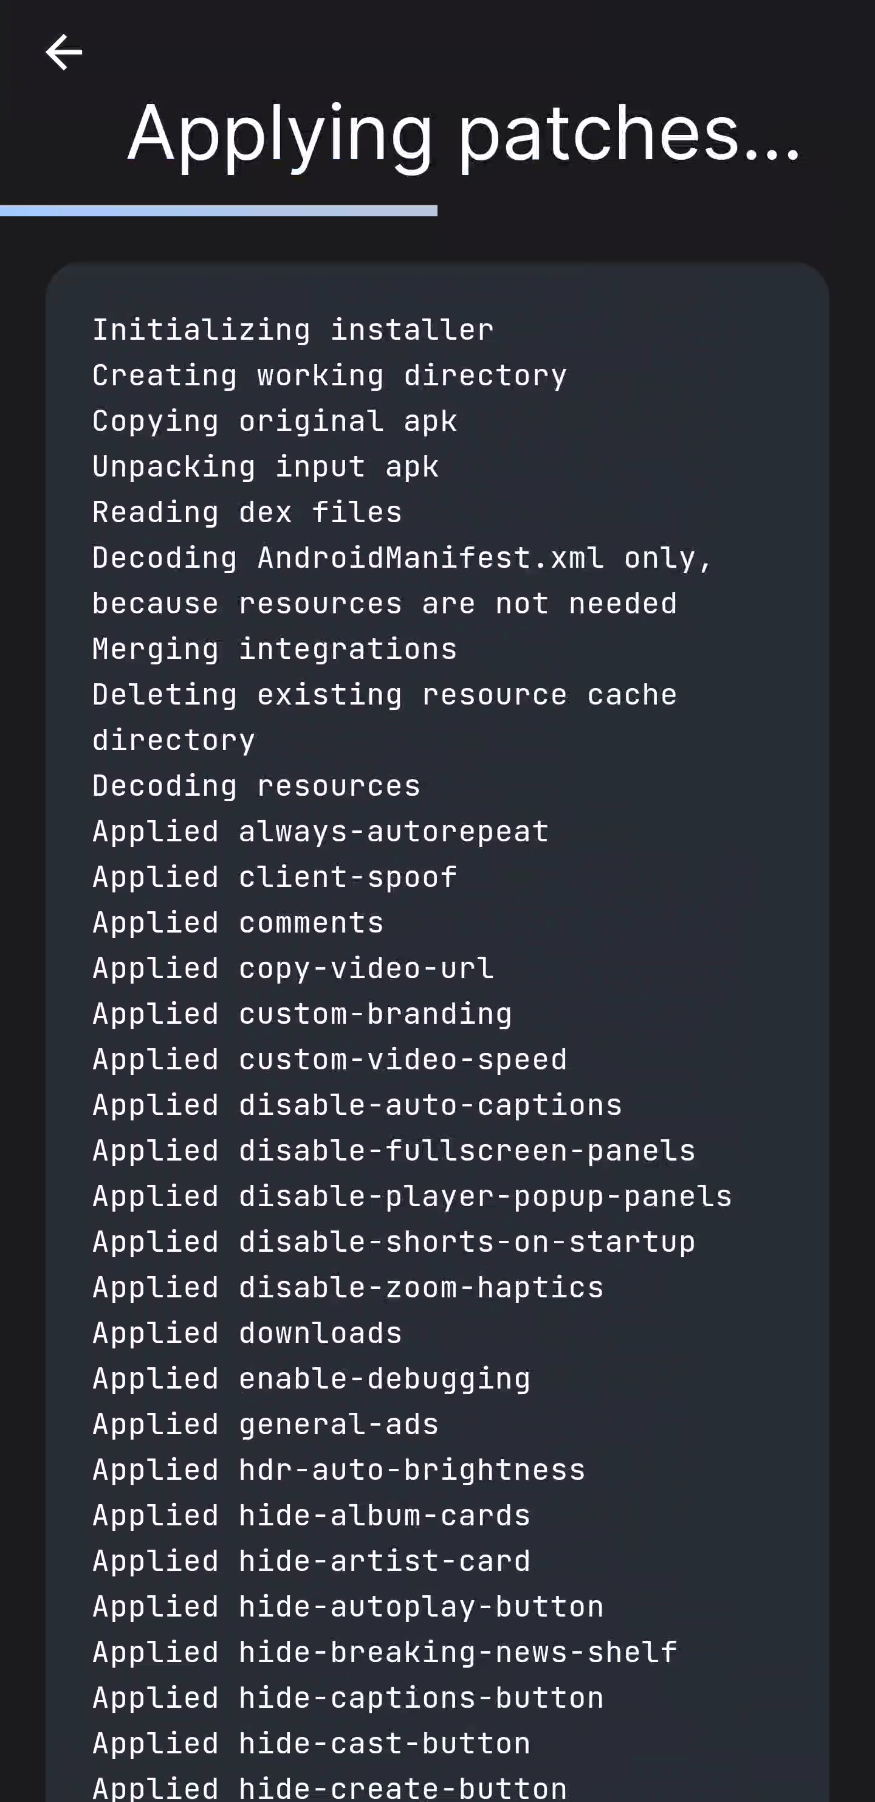 Applying patches...
Initializing installer
Creating working directory
Copying original apk
Unpacking input apk
Reading dex files
Decoding AndroidManifest.xml only,
because resources are not needed
Merging integrations
Deleting existing resource cache
directory
Decoding resources
Applied always-autorepeat
Applied client-spoof
Applied comments
Applied copy-video-url
Applied custom-branding
Applied custom-video-speed
Applied disable-auto-captions
Applied disable-fullscreen-panels
Applied disable-player-popup-panels
Applied disable-shorts-on-startup
Applied disable-zoom-haptics
Applied downloads
Applied enable-debugging
Applied general-ads
Applied hdr-auto-brightness
Applied hide-album-cards
Applied hide-artist-card
Applied hide-autoplay-button
Applied hide-breaking-news-shelf
Applied hide-captions-button
Applied hide-cast-button
Applied hide-create-button